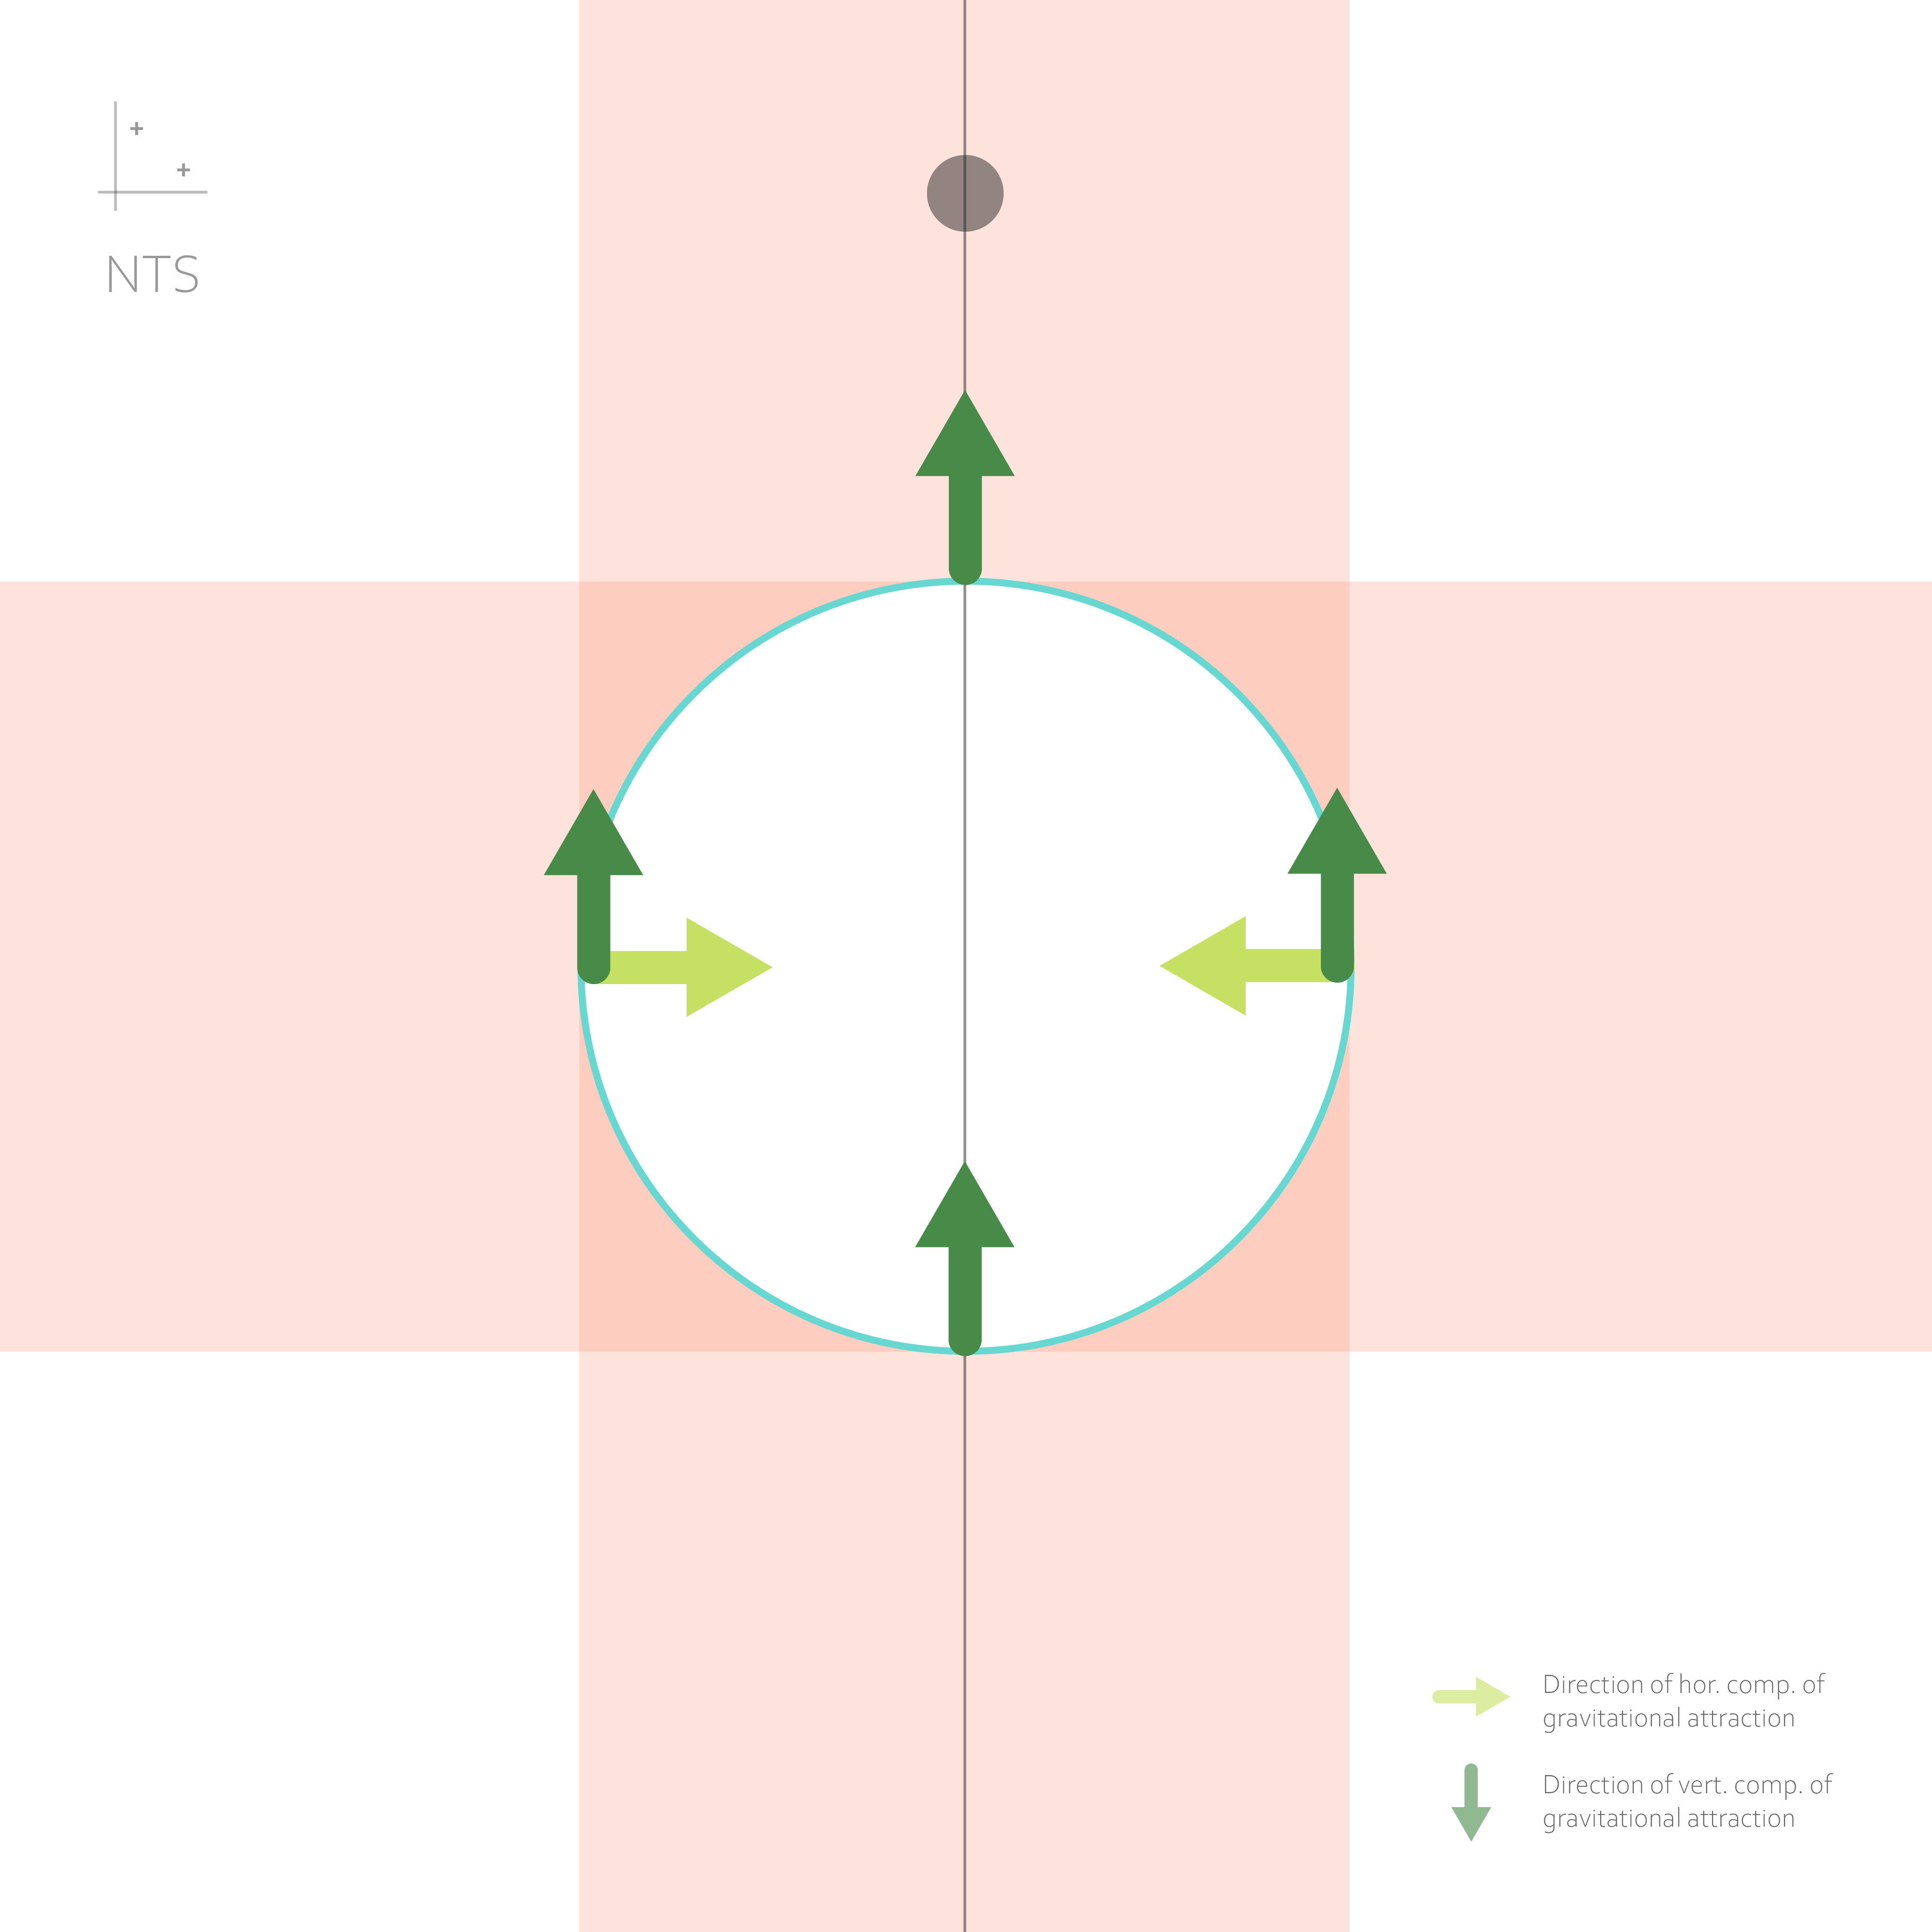 NTS
Direction of hor. comp. of
gravitational attraction
Direction of vert. comp. of
gravitational attraction